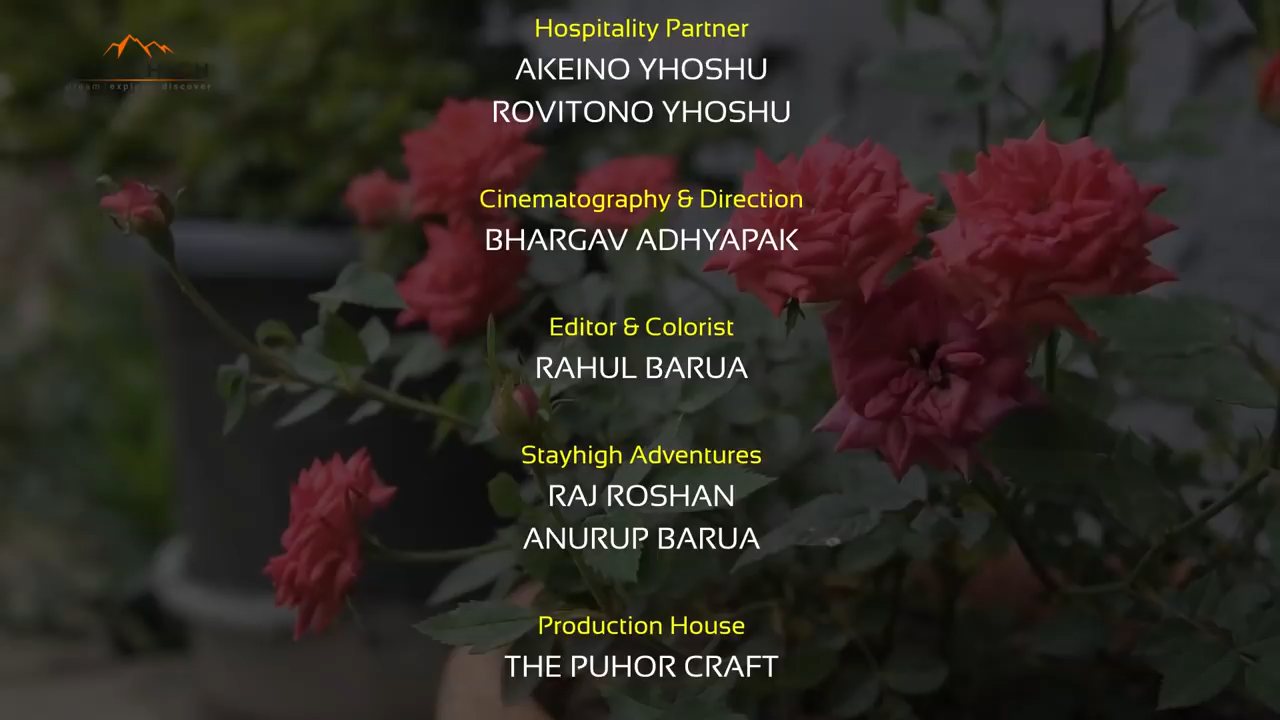 Hospitality Partner
AKEINO YHOSHU
ROVITONO YHOSHU
Cinematography & Direction
BHARGAV ADHYAPAK
Editor & Colorist
RAHUL BARUA
Stayhigh Adventures
RAJ ROSHAN
ANURUP BARUA
Production House
THE PUHOR CRAFT
discover